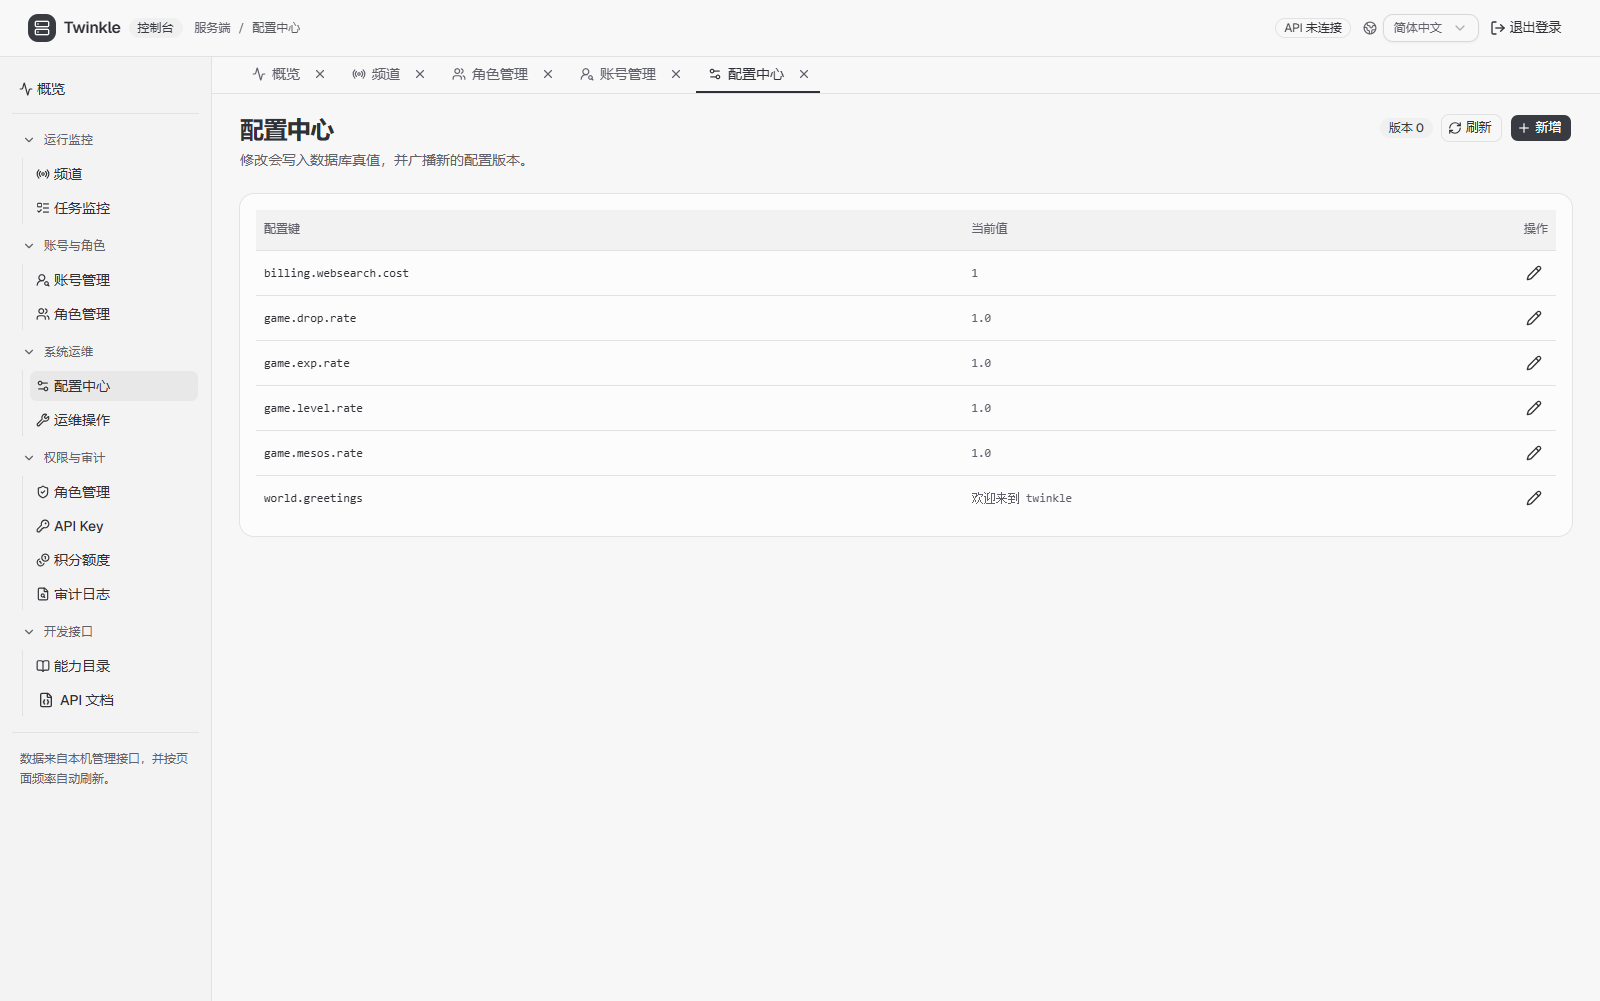 Twinkle 控制台 服务端 / 配置中心 API 未连接 简体中文 退出登录
概览 频道 角色管理 账号管理 配置中心
概览
运行监控
频道
任务监控
账号与角色
账号管理
角色管理
系统运维
配置中心
运维操作
权限与审计
角色管理
API Key
积分额度
审计日志
开发接口
能力目录
API 文档
数据来自本机管理接口，并按页
面频率自动刷新。
配置中心
修改会写入数据库真值，并广播新的配置版本。
版本 0 刷新 新增
配置键 当前值 操作
billing.websearch.cost 1
game.drop.rate 1.0
game.exp.rate 1.0
game.level.rate 1.0
game.mesos.rate 1.0
world.greetings 欢迎来到 twinkle